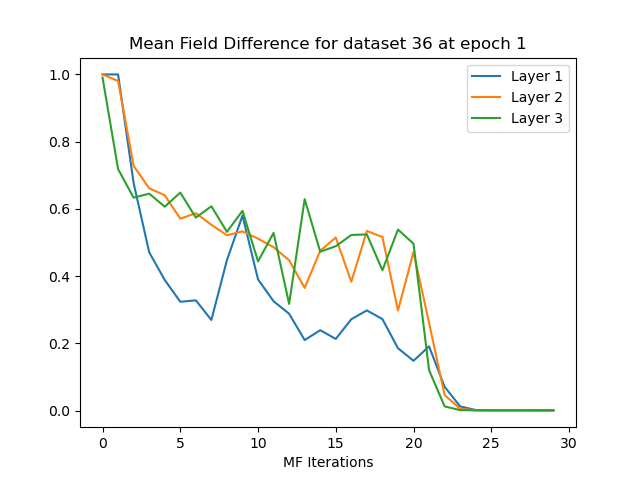 Mean Field Difference for dataset 36 at epoch 1
1.0
0.8
0.6
0.4
0.2
0.0
Layer 1
Layer 2
Layer 3
0 5 10 15 20 25 30
MF Iterations